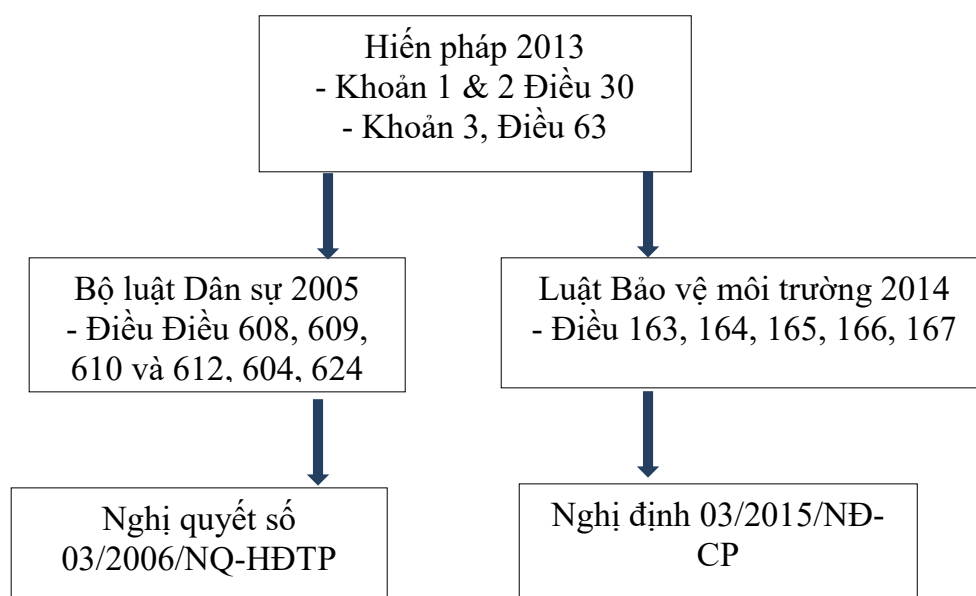 Hiến pháp 2013
- Khoản 1 & 2 Điều 30
- Khoản 3, Điều 63
Bộ luật Dân sự 2005
- Điều Điều 608, 609,
610 và 612, 604, 624
Luật Bảo vệ môi trường 2014
- Điều 163, 164, 165, 166, 167
Nghị quyết số
03/2006/NQ-HĐTP
Nghị định 03/2015/NĐ-
CP